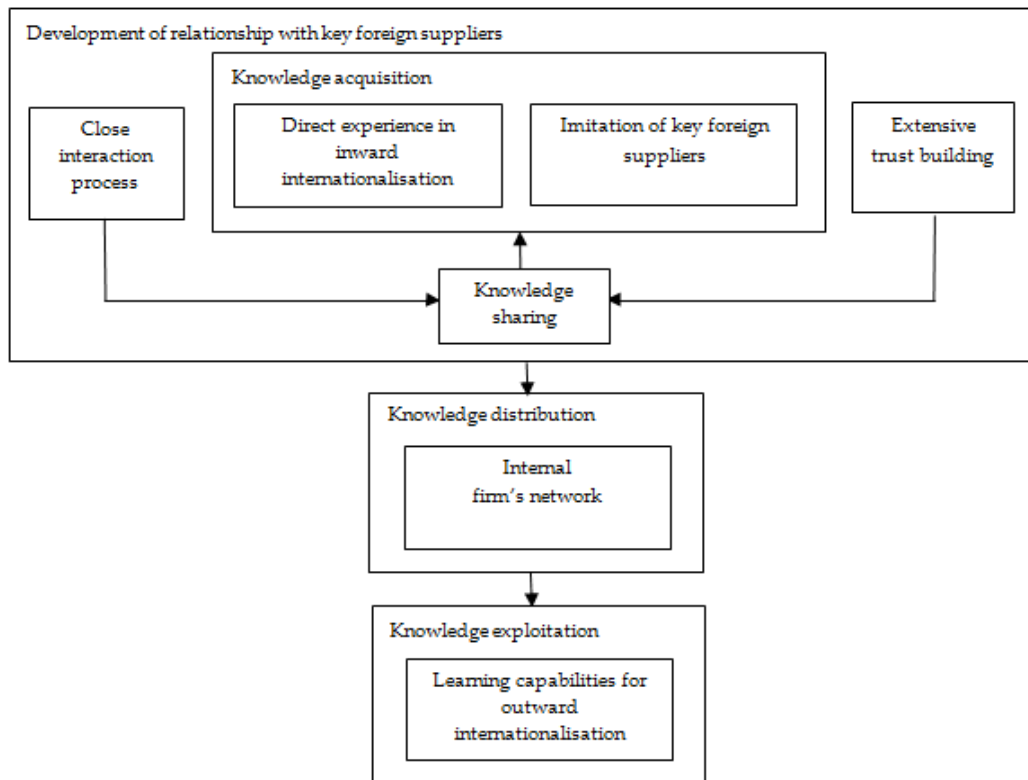 Development of relationship with key foreign suppliers
Knowledge acquisition
Close
interaction
process
Direct experience in
inward
internationalisation
Imitation of key foreign
suppliers
Extensive
trust building
Knowledge
sharing
Knowledge distribution
Internal
firm's network
Knowledge exploitation
Learning capabilities for
outward
internationalisation